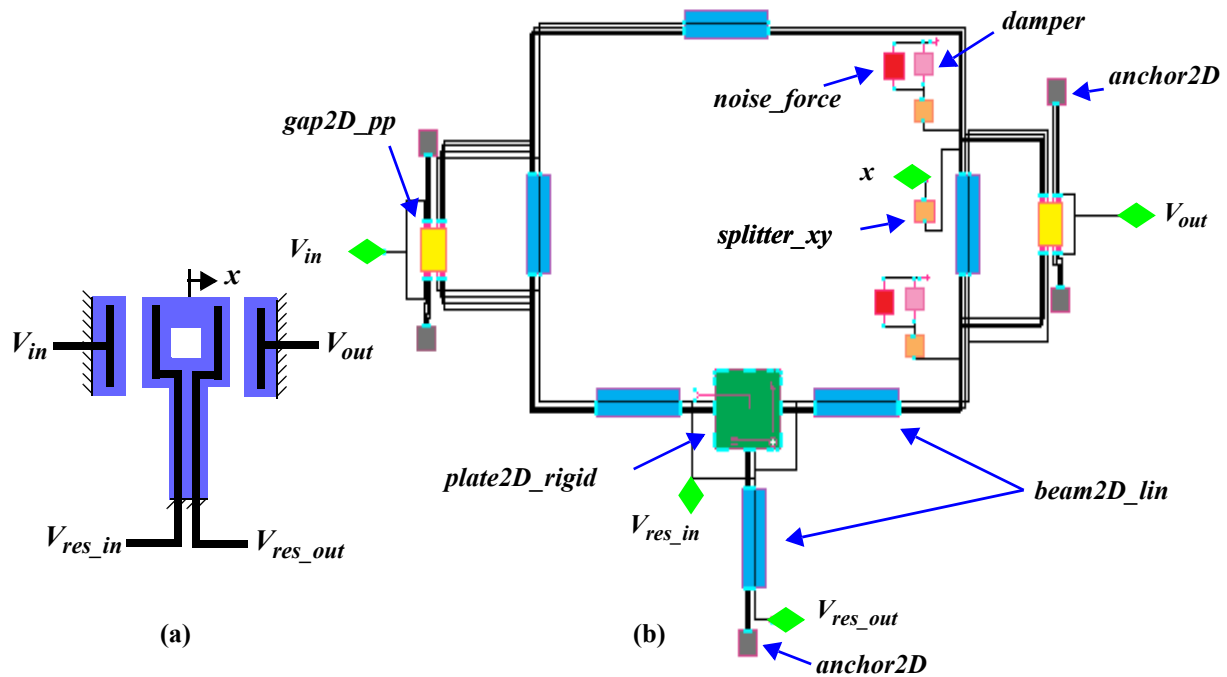 damper
noise_force
anchor2D
gap2D_pp
x
V_in
splitter_xy
V_out
x
V_in
V_out
plate2D_rigid
beam2D_lin
V_res_in
V_res_in
V_res_out
V_res_out
(a)
(b)
anchor2D